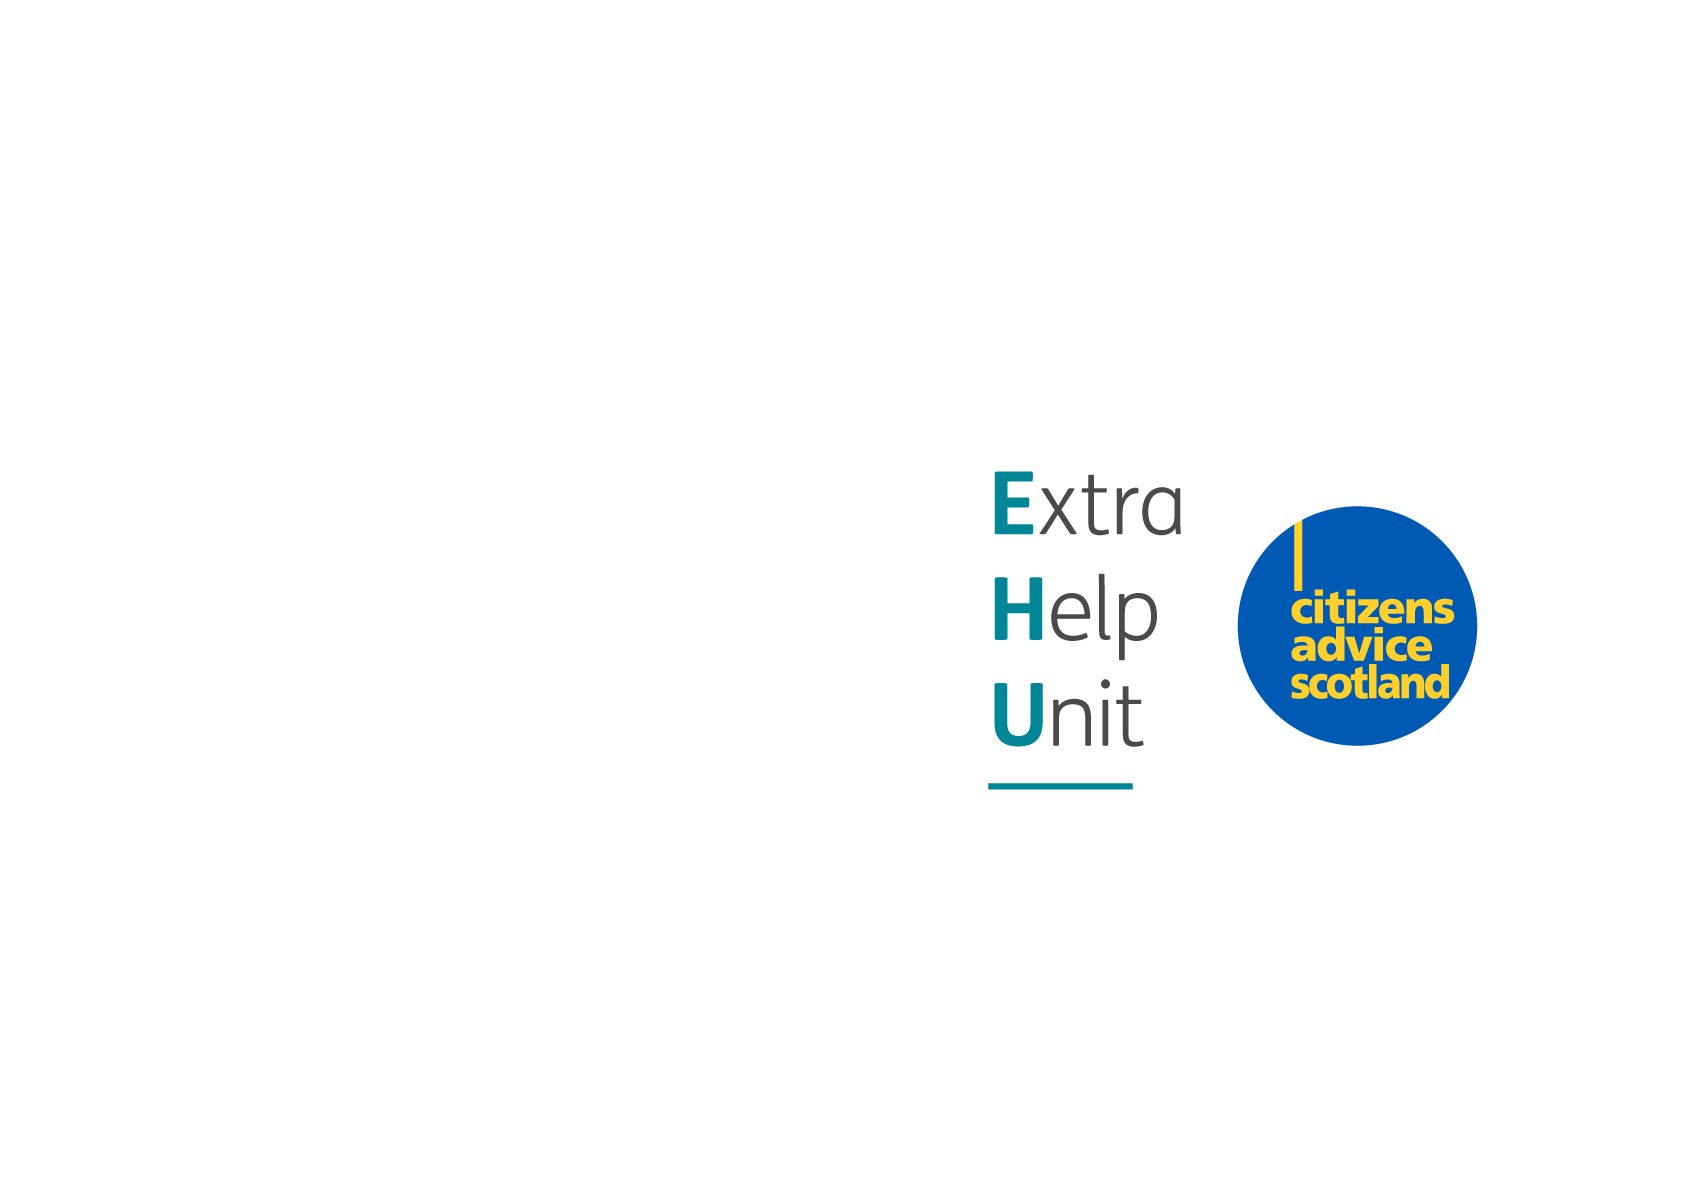 Extra
Help
Unit
citizens
advice
scotland